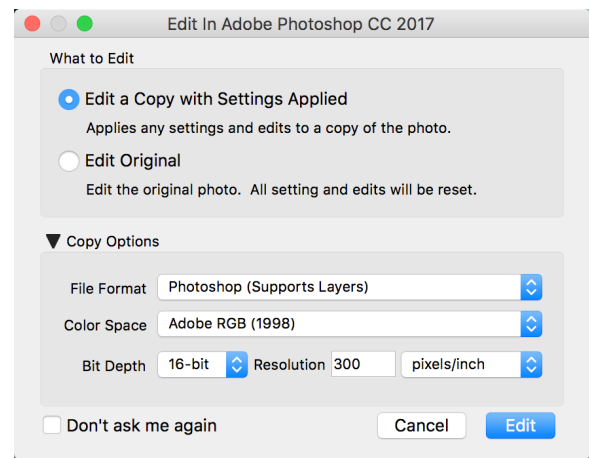 Edit In Adobe Photoshop CC 2017
What to Edit
Edit a Copy with Settings Applied
Applies any settings and edits to a copy of the photo.
Edit Original
Edit the original photo.  All setting and edits will be reset.
Copy Options
File Format Photoshop (Supports Layers)
Color Space Adobe RGB (1998)
Bit Depth 16-bit Resolution 300 pixels/inch
Don't ask me again Cancel Edit